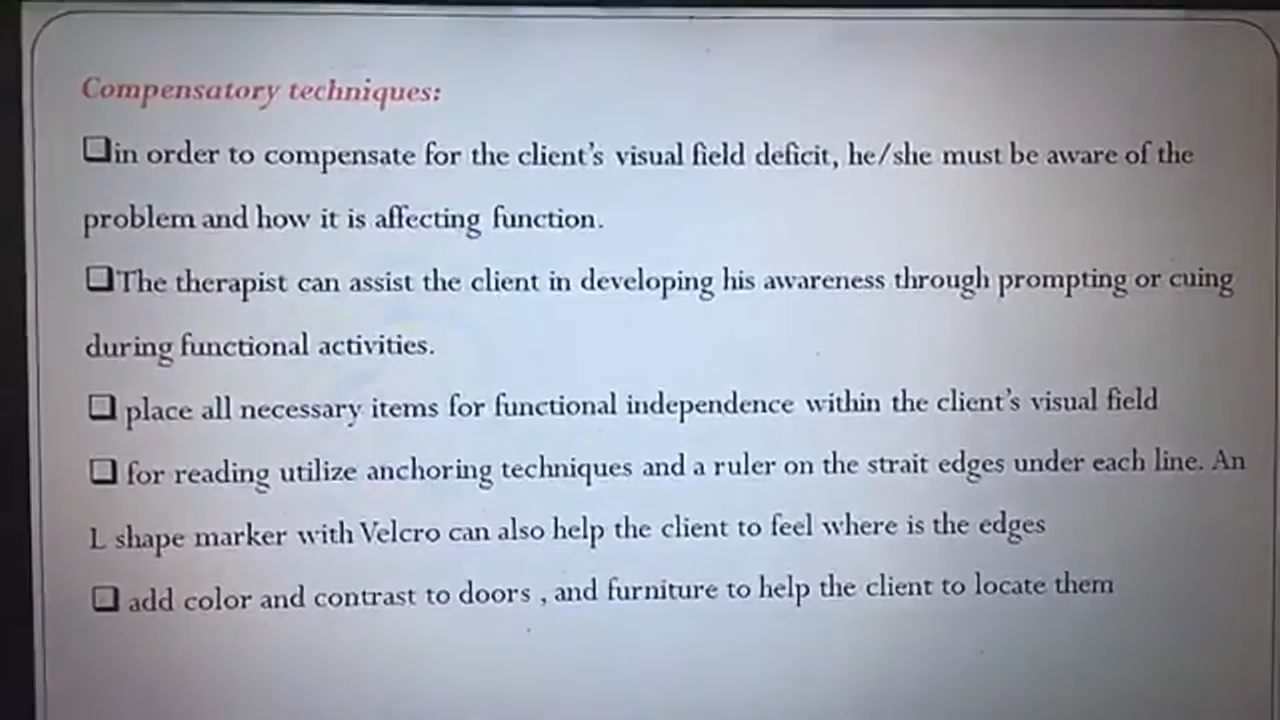 Compensatory techniques:
❑in order to compensate for the client's visual field deficit, he/she must be aware of the
problem and how it is affecting function.
❑The therapist can assist the client in developing his awareness through prompting or cuing
during functional activities.
❑ place all necessary items for functional independence within the client's visual field
❑ for reading utilize anchoring techniques and a ruler on the strait edges under each line. An
L shape marker with Velcro can also help the client to feel where is the edges
❑ add color and contrast to doors , and furniture to help the client to locate them